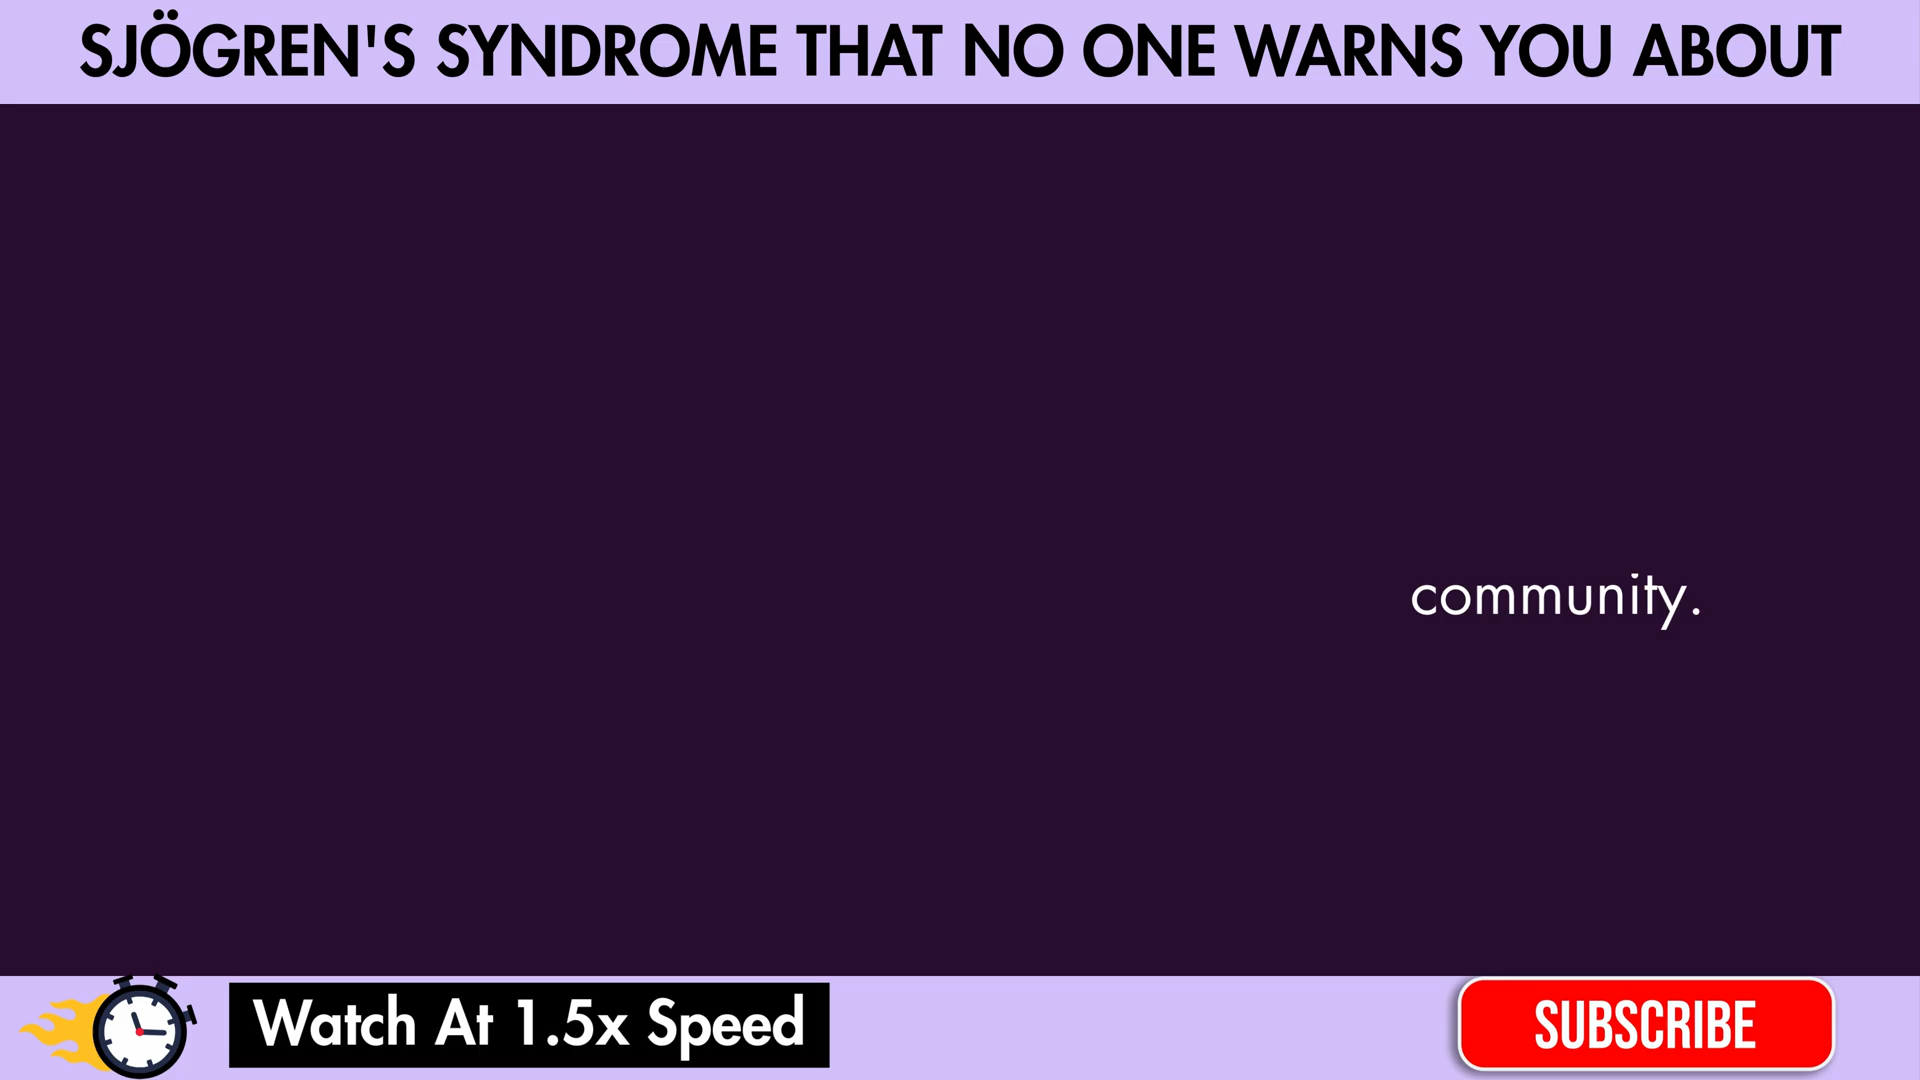 SJÖGREN'S SYNDROME THAT NO ONE WARNS YOU ABOUT
community.
Watch At 1.5x Speed
SUBSCRIBE